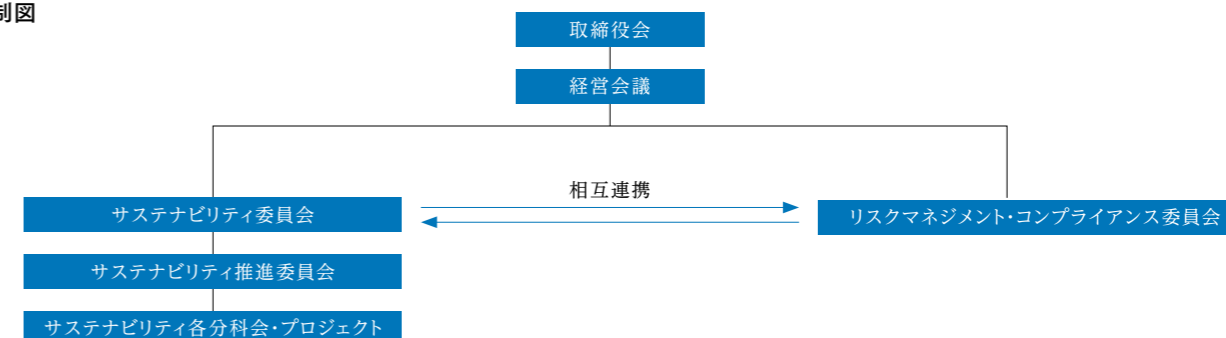 制図
取締役会
経営会議
相互連携
サステナビリティ委員会
リスクマネジメント・コンプライアンス委員会
サステナビリティ推進委員会
サステナビリティ各分科会・プロジェクト